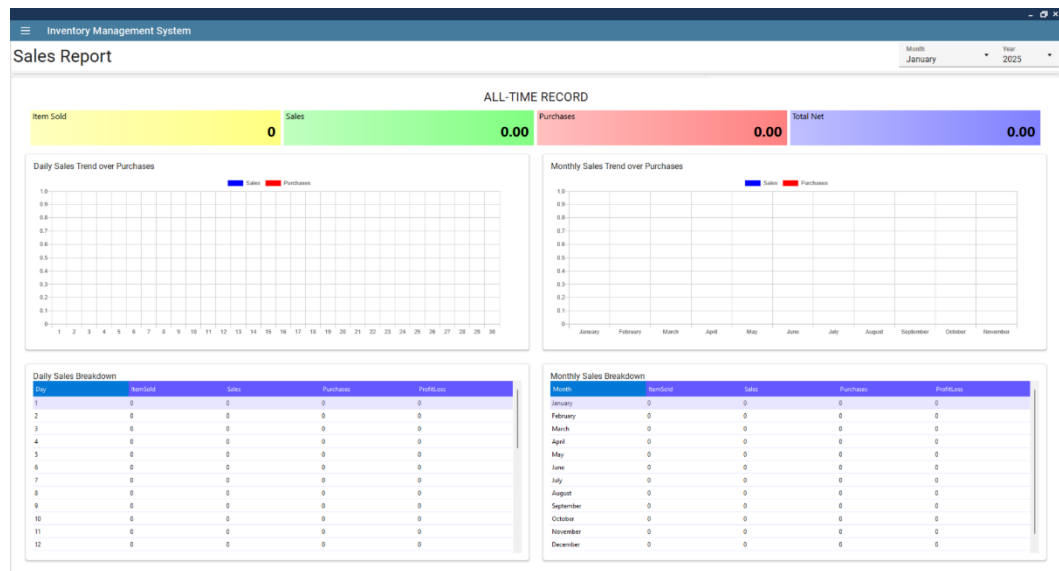 Inventory Management System
Sales Report
Month
January
Year
2025
ALL-TIME RECORD
Item Sold
0
Sales
0.00
Purchases
0.00
Total Net
0.00
Daily Sales Trend over Purchases
Sales Purchases
1.0
0.9
0.8
0.7
0.6
0.5
0.4
0.3
0.2
0.1
0
1 2 3 4 5 6 7 8 9 10 11 12 13 14 15 16 17 18 19 20 21 22 23 24 25 26 27 28 29 30
Monthly Sales Trend over Purchases
Sales Purchases
1.0
0.9
0.8
0.7
0.6
0.5
0.4
0.3
0.2
0.1
0
January February March April May June July August September October November
Daily Sales Breakdown
Day ItemSold Sales Purchases ProfitLoss
1 0 0 0 0
2 0 0 0 0
3 0 0 0 0
4 0 0 0 0
5 0 0 0 0
6 0 0 0 0
7 0 0 0 0
8 0 0 0 0
9 0 0 0 0
10 0 0 0 0
11 0 0 0 0
12 0 0 0 0
Monthly Sales Breakdown
Month ItemSold Sales Purchases ProfitLoss
January 0 0 0 0
February 0 0 0 0
March 0 0 0 0
April 0 0 0 0
May 0 0 0 0
June 0 0 0 0
July 0 0 0 0
August 0 0 0 0
September 0 0 0 0
October 0 0 0 0
November 0 0 0 0
December 0 0 0 0